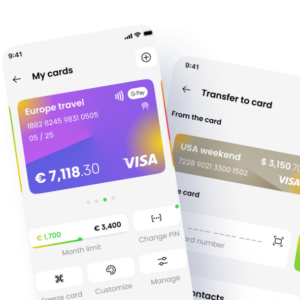 9:41
My cards
Europe travel
G Pay
1882 8245 9831 0505
05 / 25
€ 7,118.30
VISA
€ 1,700
€ 3,400
Month limit
Change PIN
Freeze card
Customize
Manage
9:41
Transfer to card
From the card
USA weekend
$ 3,150.
7228 9021 3300 1502
VISA
e card
ard number
ontacts